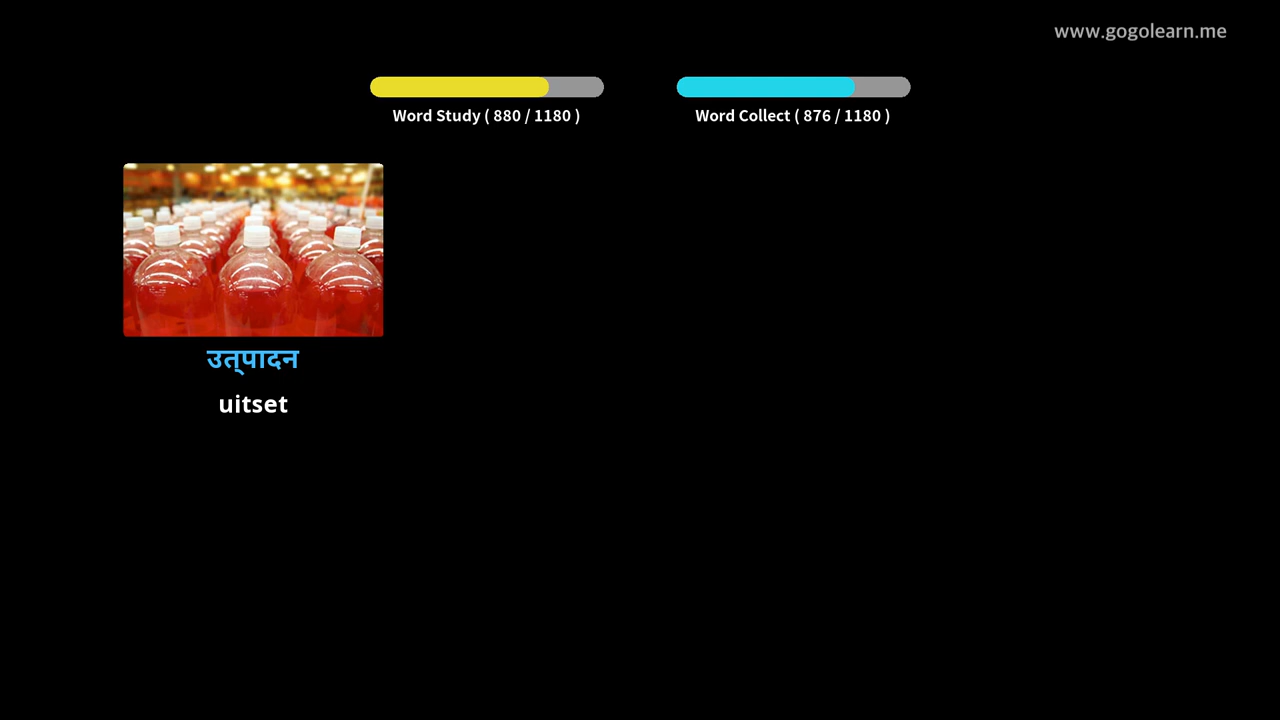 www.gogolearn.me
Word Study ( 880 / 1180 )
Word Collect ( 876 / 1180 )
उत्पादन
uitset